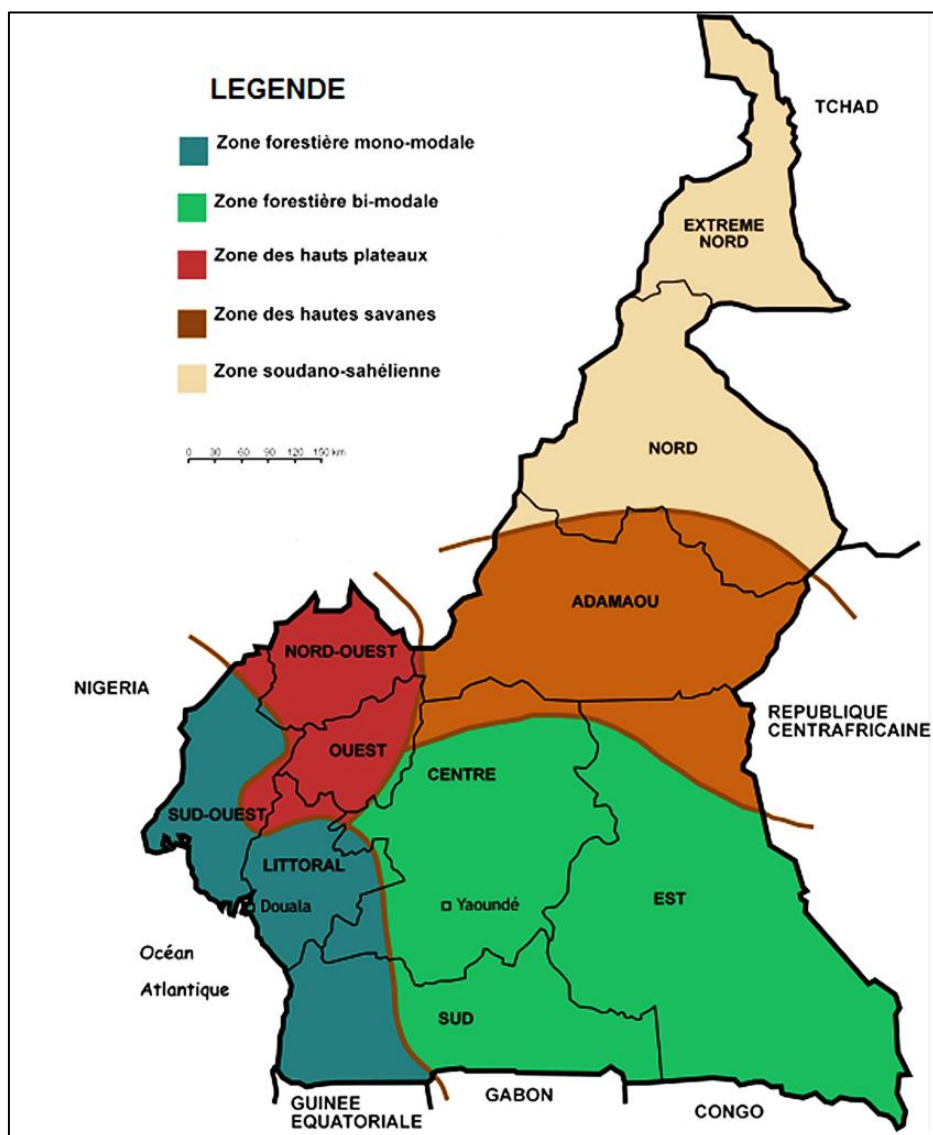 LEGENDE
Zone forestière mono-modale
Zone forestière bi-modale
Zone des hauts plateaux
Zone des hautes savanes
Zone soudano-sahélienne
0 30 60 90 120 150 km
TCHAD
EXTREME
NORD
NORD
ADAMAOU
NORD-OUEST
NIGERIA
REPUBLIQUE
CENTRAFRICAINE
OUEST
CENTRE
SUD-OUEST
LITTORAL
EST
Douala
Yaoundé
Océan
Atlantique
SUD
GUINEE
EQUATORIALE
GABON
CONGO